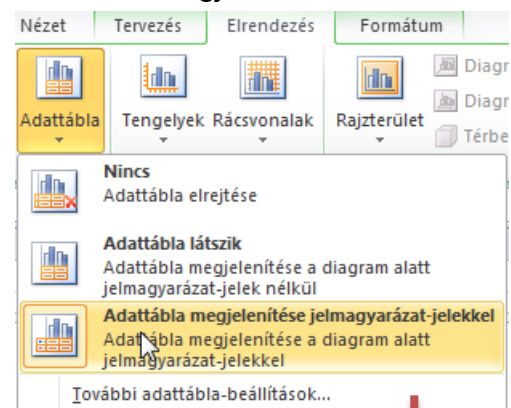 Nézet Tervezés Elrendezés Formátum
Adattábla Tengelyek Rácsvonalak Rajzterület
Diagr
Diagr
Térbe
Nincs
Adattábla elrejtése
Adattábla látszik
Adattábla megjelenítése a diagram alatt
jelmagyarázat-jelek nélkül
Adattábla megjelenítése jelmagyarázat-jelekkel
Adattábla megjelenítése a diagram alatt
jelmagyarázat-jelekkel
További adattábla-beállítások...